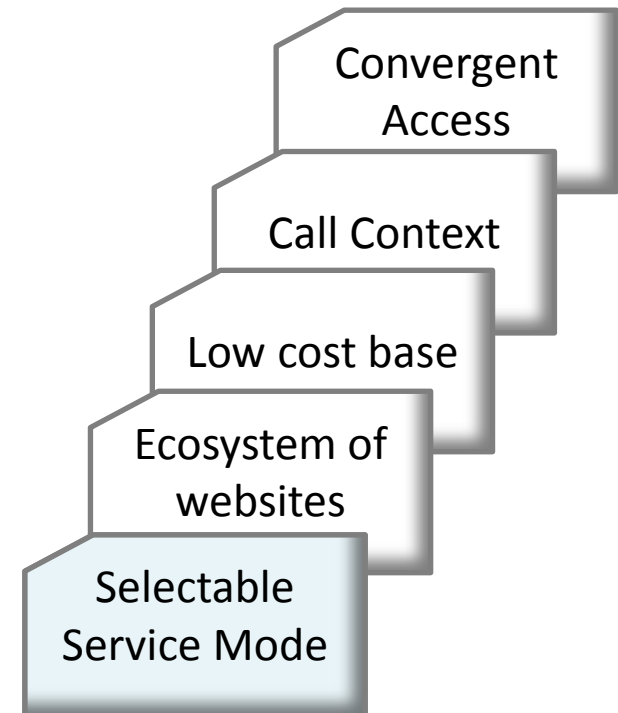 Convergent
Access
Call Context
Low cost base
Ecosystem of
websites
Selectable
Service Mode